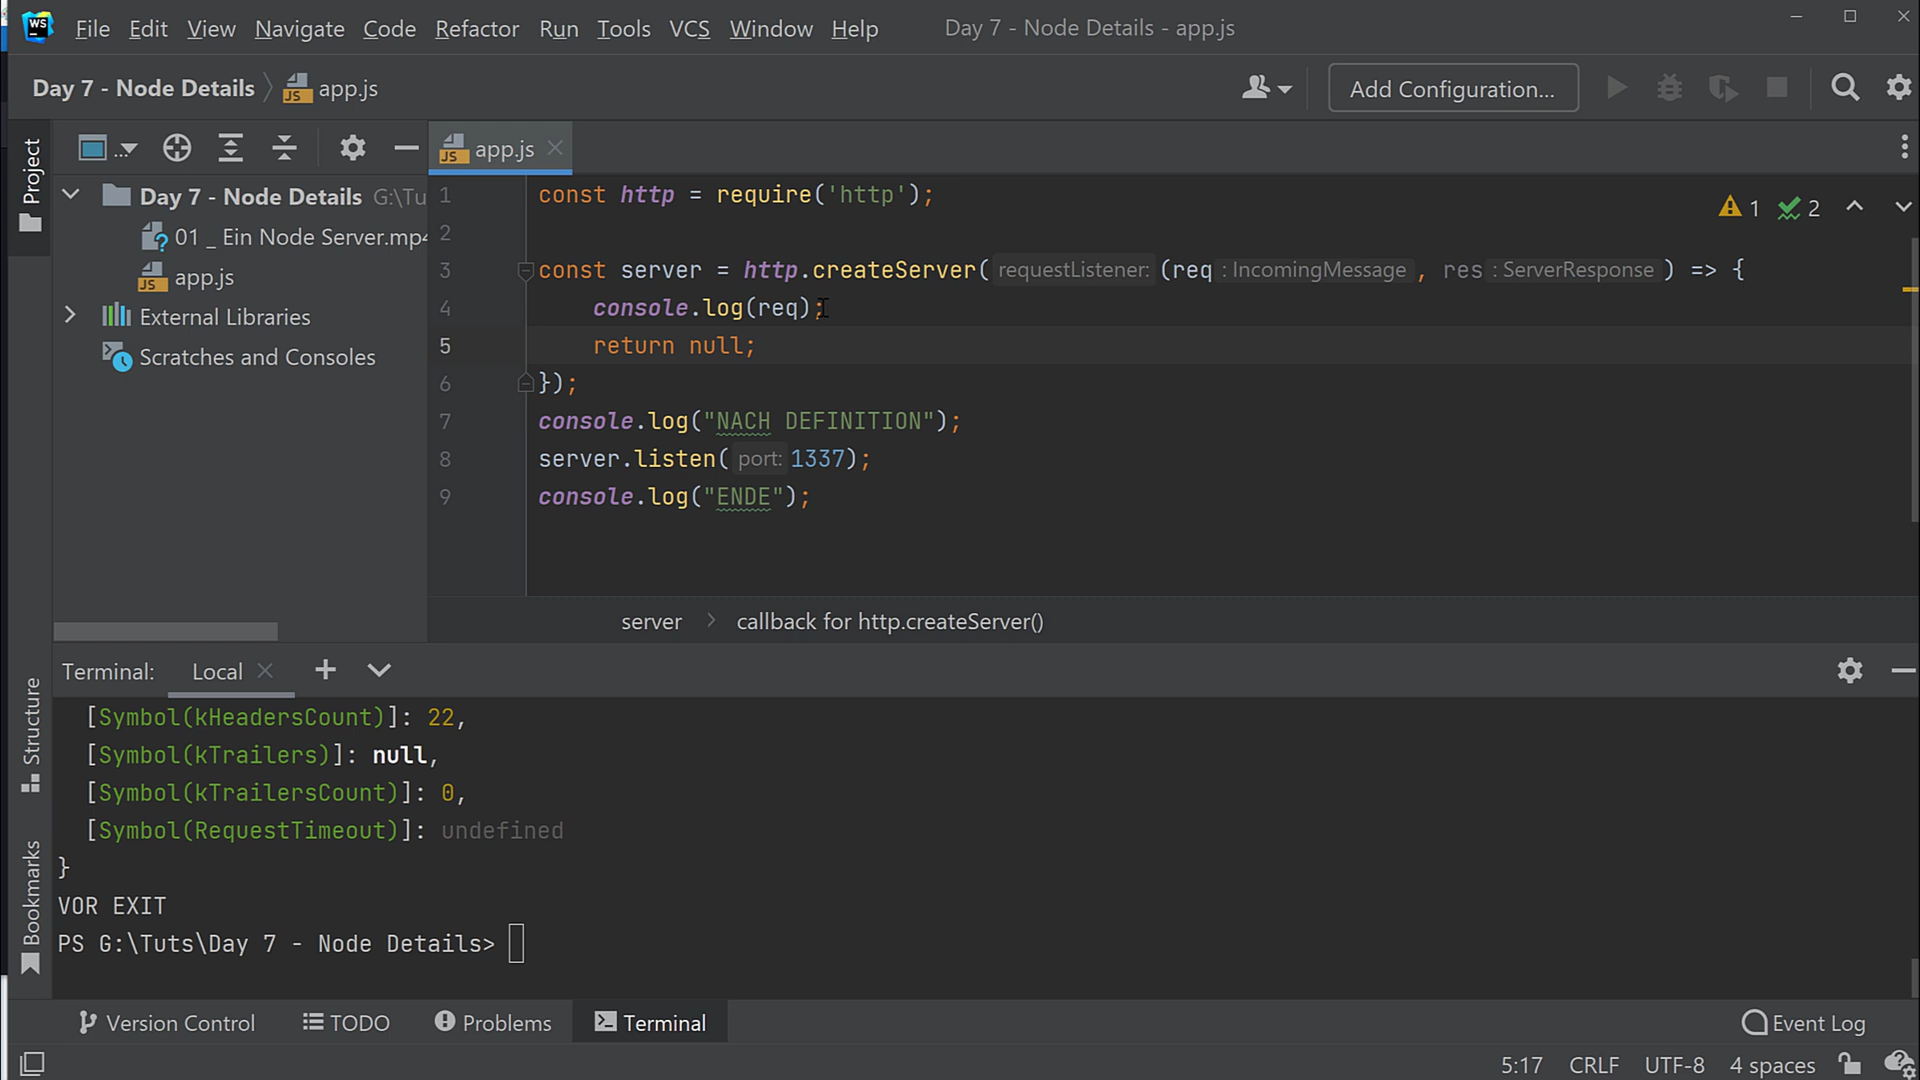 WS File Edit View Navigate Code Refactor Run Tools VCS Window Help Day 7 - Node Details - app.js
Day 7 - Node Details app.js Add Configuration...
Project
... app.js
Day 7 - Node Details G:\Tu
01 _ Ein Node Server.mp4
app.js
External Libraries
Scratches and Consoles
1 const http = require('http');
2
3 const server = http.createServer( requestListener: (req : IncomingMessage , res : ServerResponse ) => {
4 console.log(req);
5 return null;
6 });
7 console.log("NACH DEFINITION");
8 server.listen( port: 1337);
9 console.log("ENDE");
1 2
server callback for http.createServer()
Terminal: Local
[Symbol(kHeadersCount)]: 22,
[Symbol(kTrailers)]: null,
[Symbol(kTrailersCount)]: 0,
[Symbol(RequestTimeout)]: undefined
}
VOR EXIT
PS G:\Tuts\Day 7 - Node Details>
Structure
Bookmarks
Version Control TODO Problems Terminal Event Log
5:17 CRLF UTF-8 4 spaces